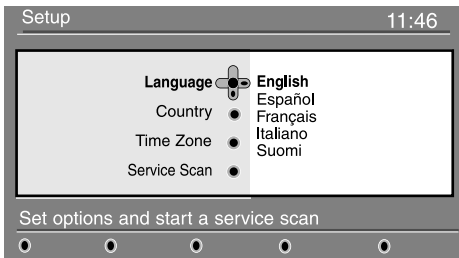 Setup 11:46
Language English
Español
Country Français
Italiano
Time Zone Suomi
Service Scan
Set options and start a service scan